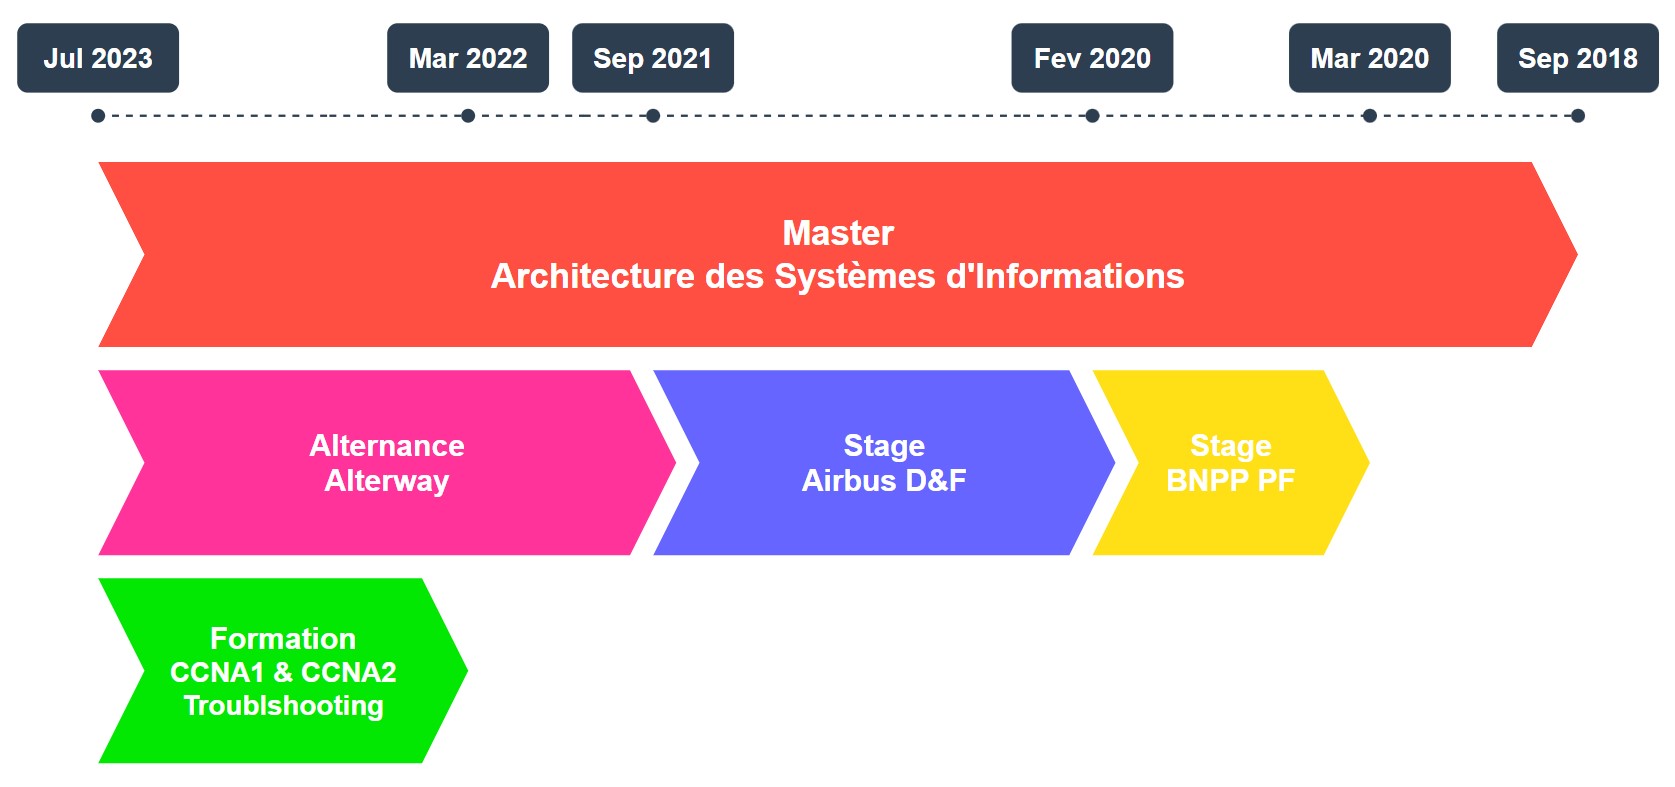 Jul 2023
Mar 2022
Sep 2021
Fev 2020
Mar 2020
Sep 2018
Master
Architecture des Systèmes d'Informations
Alternance
Alterway
Stage
Airbus D&F
Stage
BNPP PF
Formation
CCNA1 & CCNA2
Troublshooting